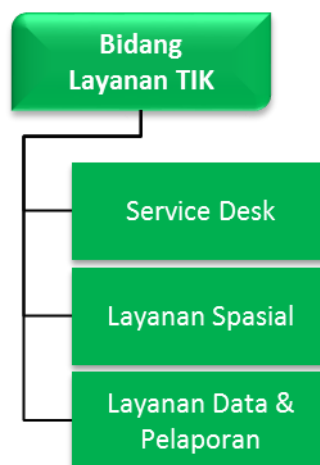 Bidang
Layanan TIK
Service Desk
Layanan Spasial
Layanan Data &
Pelaporan